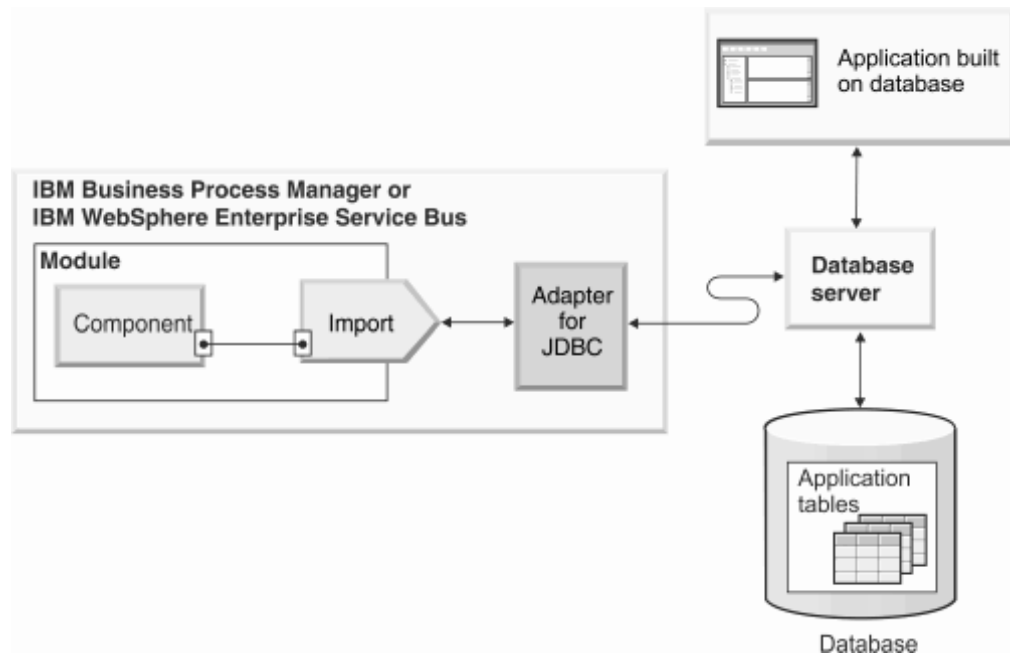 Application built
on database
IBM Business Process Manager or
IBM WebSphere Enterprise Service Bus
Module
Component
Import
Adapter
for
JDBC
Database
server
Application
tables
Database